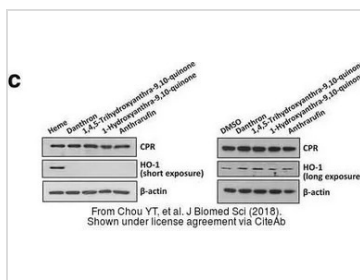 c
Heme
Danthron
1,4,5-Trihydroxyanthra-9,10-quinone
1-Hydroxyanthra-9,10-quinone
Anthrarufin
CPR
HO-1
(short exposure)
β-actin
DMSO
Danthron
1,4,5-Trihydroxyanthra-9,10-quinone
1-Hydroxyanthra-9,10-quinone
Anthrarufin
CPR
HO-1
(long exposure)
β-actin
From Chou YT, et al. J Biomed Sci (2018).
Shown under license agreement via CiteAb